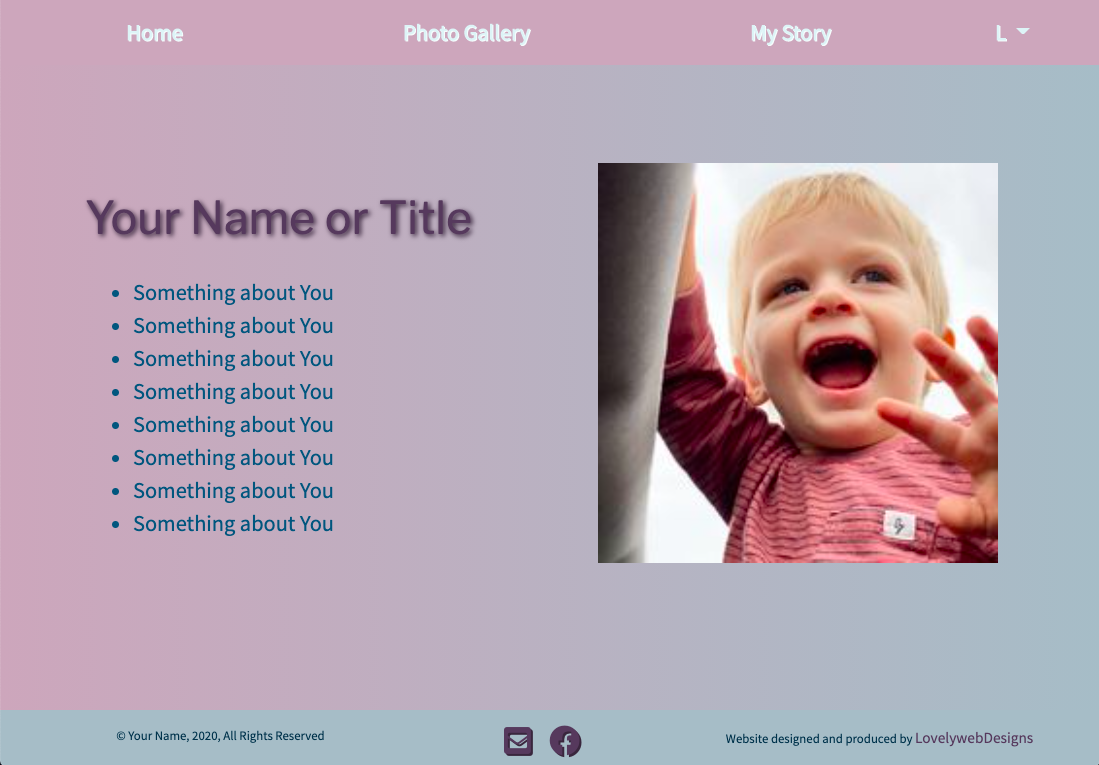 Home
Photo Gallery
My Story
L
Your Name or Title
Something about You
Something about You
Something about You
Something about You
Something about You
Something about You
Something about You
Something about You
© Your Name, 2020, All Rights Reserved
Website designed and produced by LovelywebDesigns